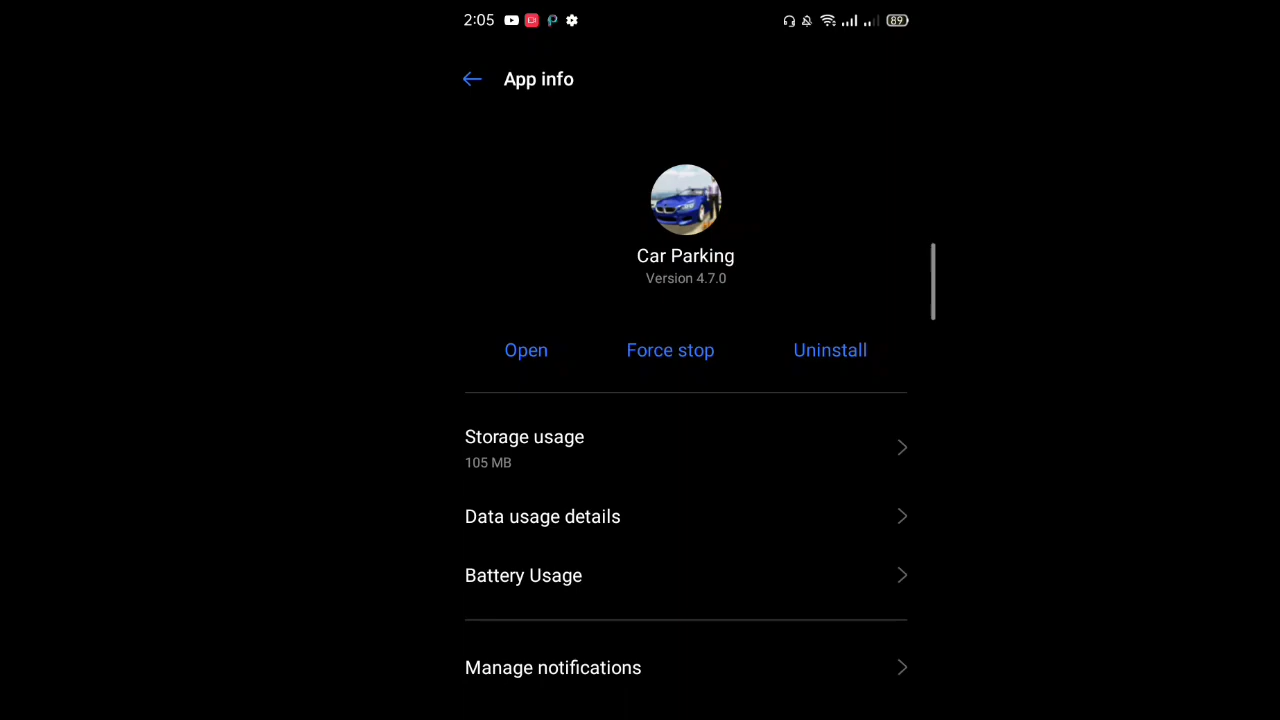 2:05 89
App info
Car Parking
Version 4.7.0
Open Force stop Uninstall
Storage usage
105 MB
Data usage details
Battery Usage
Manage notifications